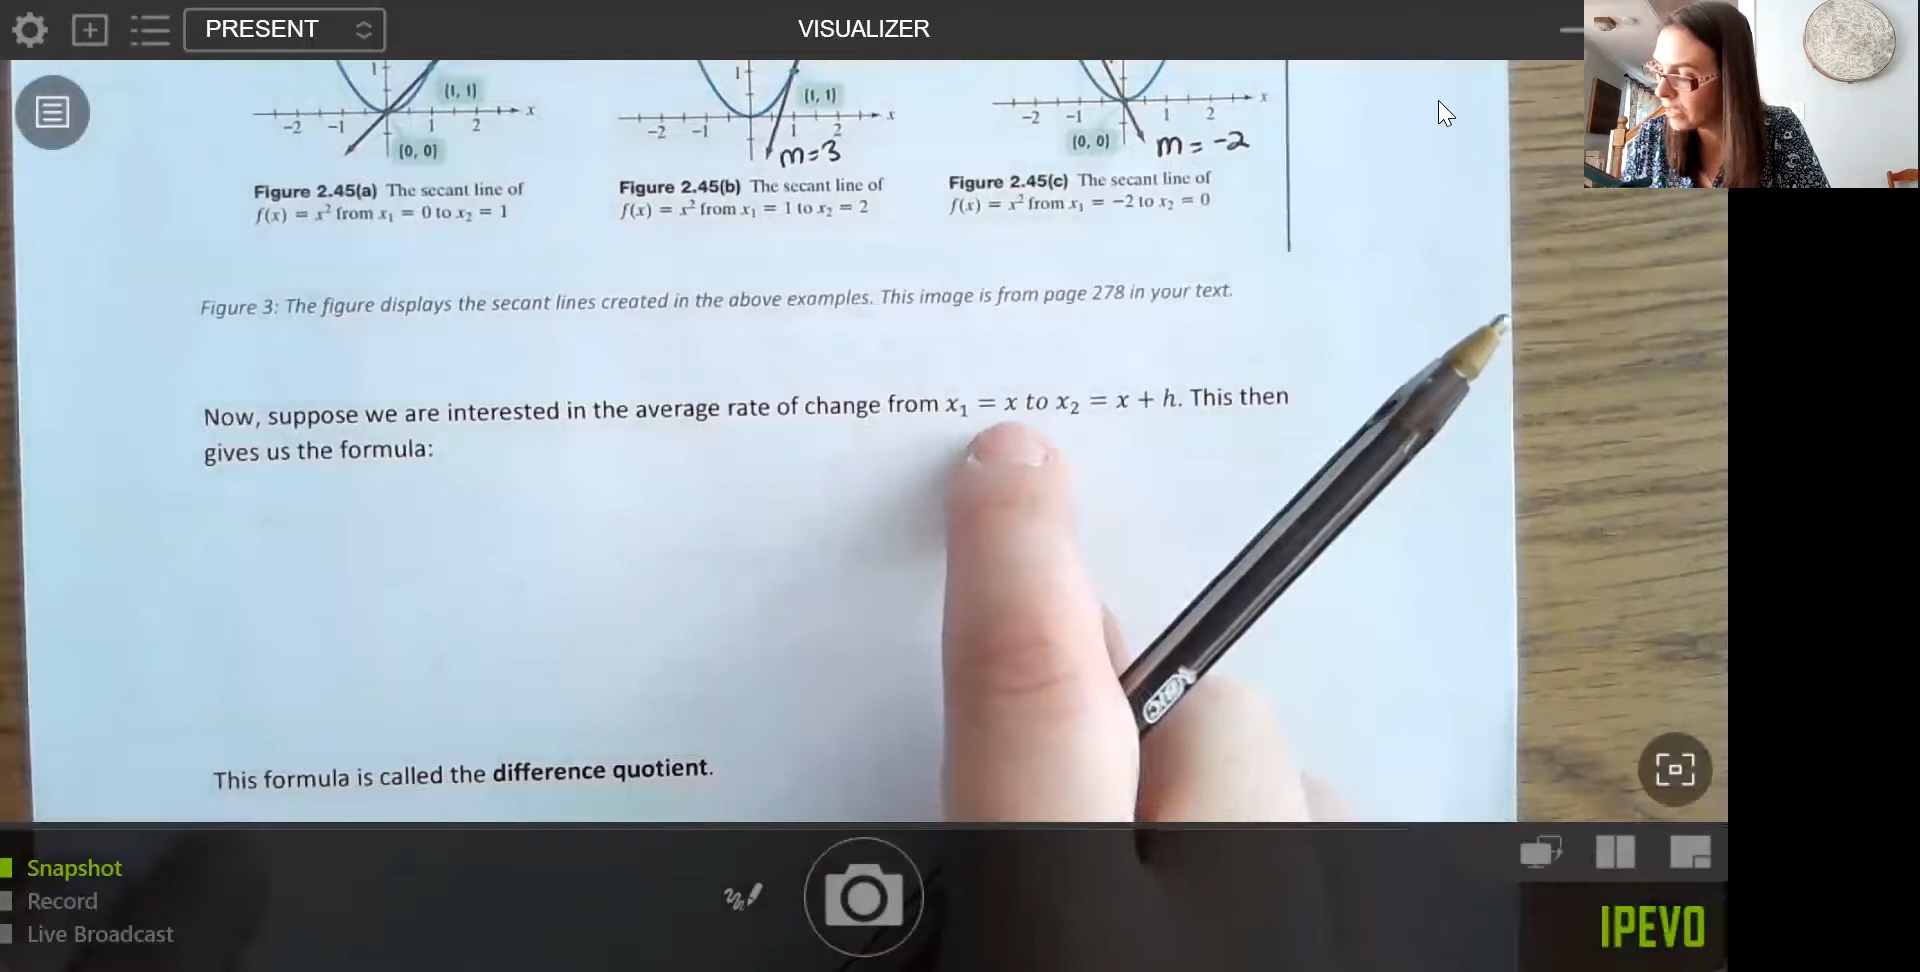 PRESENT
VISUALIZER
1
(1, 1)
x
-2 -1 1 2
(0, 0)
1
(1, 1)
x
-2 -1 1 2
m=3
x
-2 -1 1 2
(0, 0)
m = -2
Figure 2.45(a) The secant line of
f(x) = x² from x₁ = 0 to x₂ = 1
Figure 2.45(b) The secant line of
f(x) = x² from x₁ = 1 to x₂ = 2
Figure 2.45(c) The secant line of
f(x) = x² from x₁ = −2 to x₂ = 0
Figure 3: The figure displays the secant lines created in the above examples. This image is from page 278 in your text.
Now, suppose we are interested in the average rate of change from x₁ = x to x₂ = x + h. This then
gives us the formula:
BIC
This formula is called the difference quotient.
Snapshot
Record
Live Broadcast
IPEVO